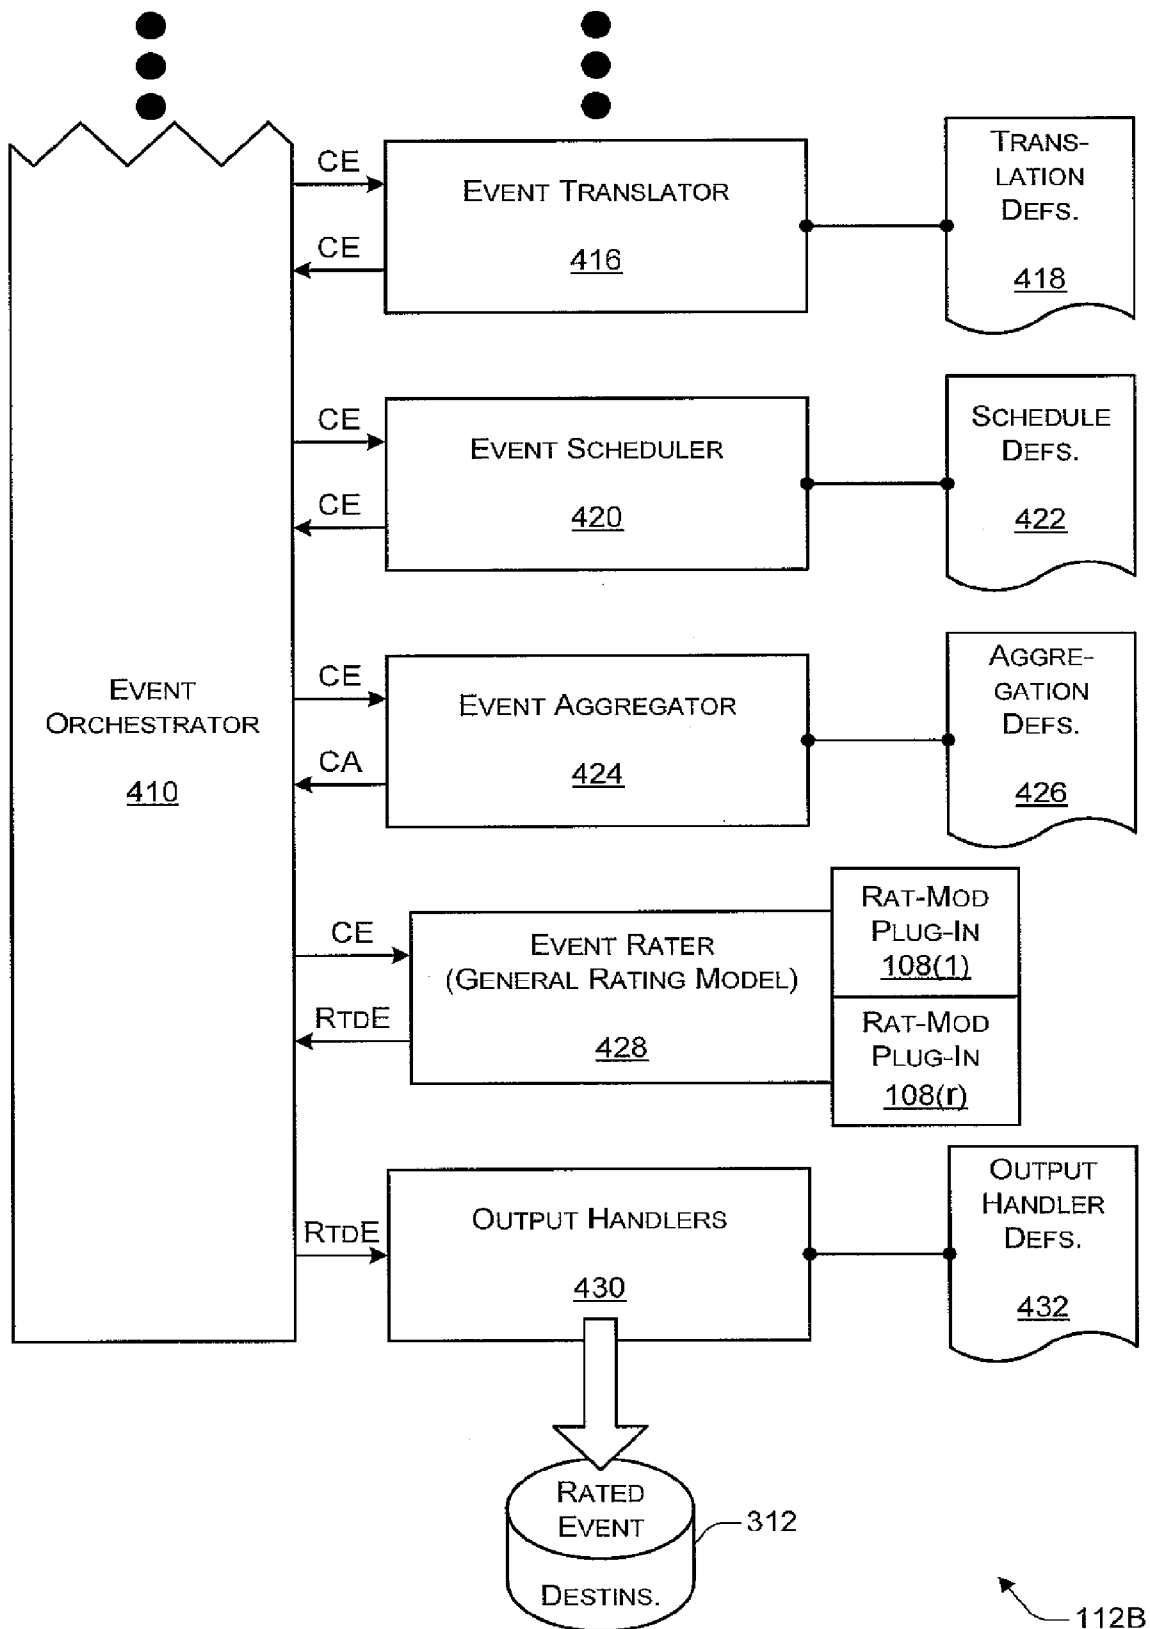 CE
EVENT TRANSLATOR
CE
416
TRANS-
LATION
DEFS.
418
CE
EVENT SCHEDULER
CE
420
SCHEDULE
DEFS.
422
EVENT
ORCHESTRATOR
410
CE
EVENT AGGREGATOR
CA
424
AGGRE-
GATION
DEFS.
426
CE
EVENT RATER
(GENERAL RATING MODEL)
RTDE
428
RAT-MOD
PLUG-IN
108(1)
RAT-MOD
PLUG-IN
108(r)
RTDE
OUTPUT HANDLERS
430
OUTPUT
HANDLER
DEFS.
432
RATED
EVENT
DESTINS.
312
112B